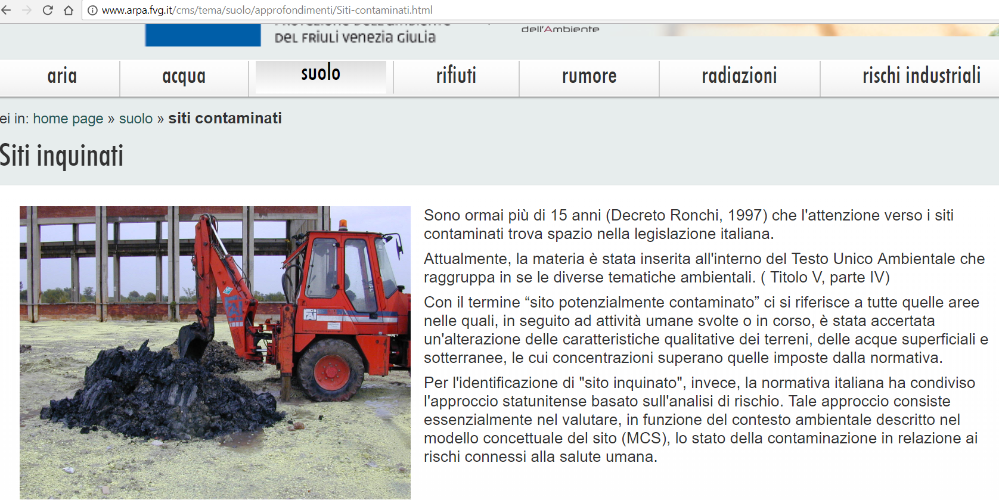 www.arpa.fvg.it/cms/tema/suolo/approfondimenti/Siti-contaminati.html
DEL FRIULI VENEZIA GIULIA
dell'Ambiente
aria acqua suolo rifiuti rumore radiazioni rischi industriali
ei in: home page » suolo » siti contaminati
Siti inquinati
Sono ormai più di 15 anni (Decreto Ronchi, 1997) che l'attenzione verso i siti
contaminati trova spazio nella legislazione italiana.
Attualmente, la materia è stata inserita all'interno del Testo Unico Ambientale che
raggruppa in se le diverse tematiche ambientali. ( Titolo V, parte IV)
Con il termine “sito potenzialmente contaminato” ci si riferisce a tutte quelle aree
nelle quali, in seguito ad attività umane svolte o in corso, è stata accertata
un'alterazione delle caratteristiche qualitative dei terreni, delle acque superficiali e
sotterranee, le cui concentrazioni superano quelle imposte dalla normativa.
Per l'identificazione di "sito inquinato", invece, la normativa italiana ha condiviso
l'approccio statunitense basato sull'analisi di rischio. Tale approccio consiste
essenzialmente nel valutare, in funzione del contesto ambientale descritto nel
modello concettuale del sito (MCS), lo stato della contaminazione in relazione ai
rischi connessi alla salute umana.
FAI
FAI